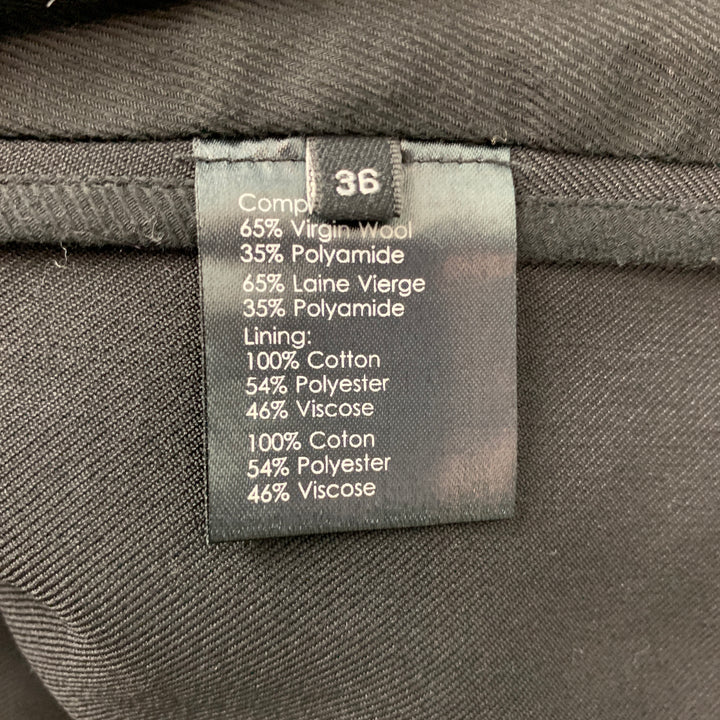 36
Comp
65% Virgin Wool
35% Polyamide
65% Laine Vierge
35% Polyamide
Lining:
100% Cotton
54% Polyester
46% Viscose
100% Coton
54% Polyester
46% Viscose